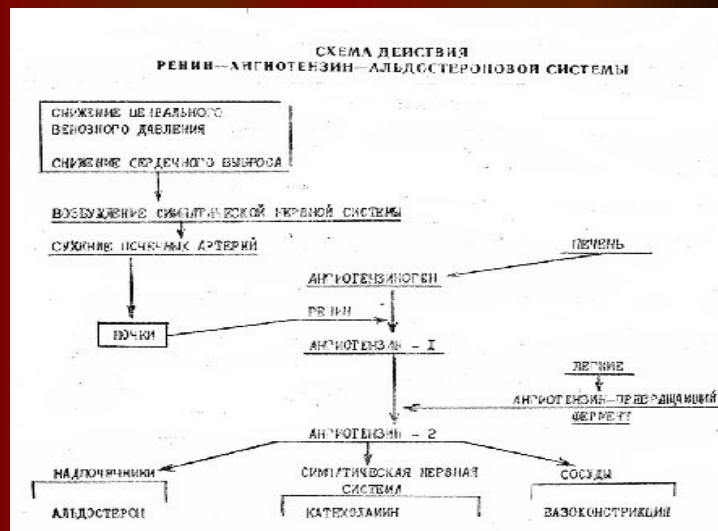 СХЕМА ДЕЙСТВИЯ
РЕНИН—АНГИОТЕНЗИН—АЛЬДОСТЕРОНОВОЙ СИСТЕМЫ
СНИЖЕНИЕ ЦЕНТРАЛЬНОГО
ВЕНОЗНОГО ДАВЛЕНИЯ
СНИЖЕНИЕ СЕРДЕЧНОГО ВЫБРОСА
ВОЗБУЖДЕНИЕ СИМПАТИЧЕСКОЙ НЕРВНОЙ СИСТЕМЫ
СУЖЕНИЕ ПОЧЕЧНЫХ АРТЕРИЙ
ПЕЧЕНЬ
АНГИОТЕНЗИНОГЕН
РЕНИН
ПОЧКИ
АНГИОТЕНЗИН - I
ЛЕГКИЕ
АНГИОТЕНЗИН-ПРЕВРАЩАЮЩИЙ
ФЕРМЕНТ
АНГИОТЕНЗИН - 2
НАДПОЧЕЧНИКИ
СИМПАТИЧЕСКАЯ НЕРВНАЯ
СИСТЕМА
СОСУДЫ
АЛЬДОСТЕРОН
КАТЕХОЛАМИН
ВАЗОКОНСТРИКЦИЯ